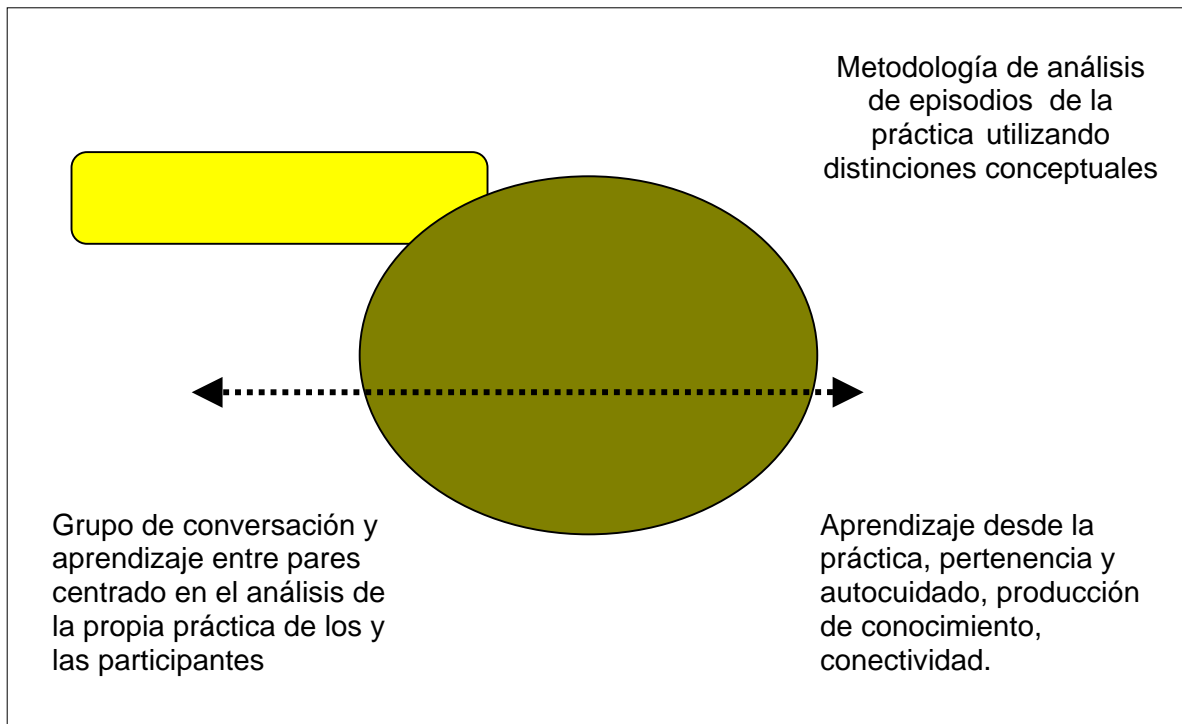 Metodología de análisis
de episodios de la
práctica utilizando
distinciones conceptuales
Grupo de conversación y
aprendizaje entre pares
centrado en el análisis de
la propia práctica de los y
las participantes
Aprendizaje desde la
práctica, pertenencia y
autocuidado, producción
de conocimiento,
conectividad.